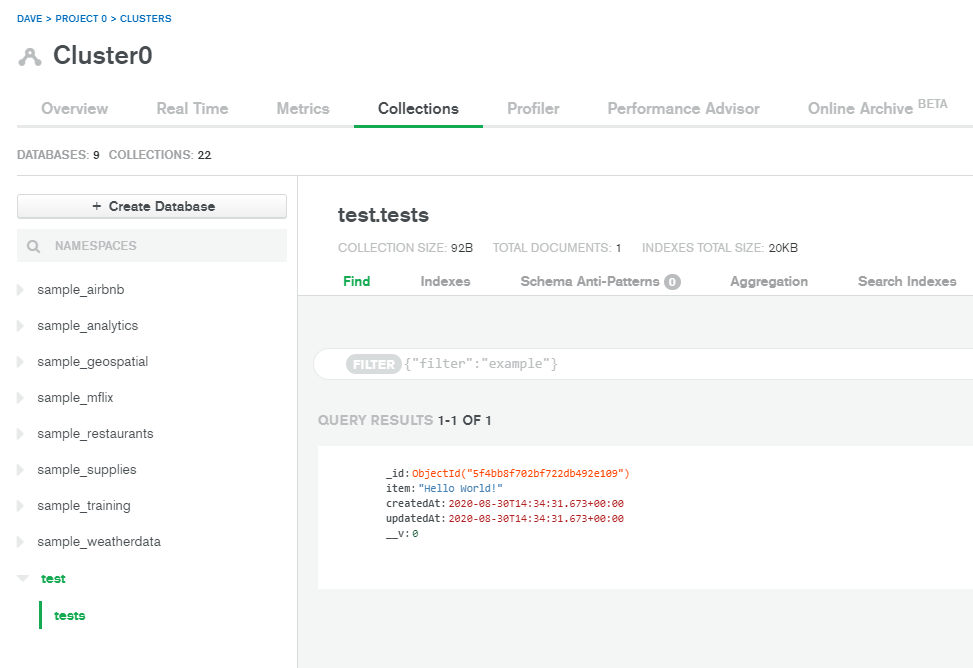 DAVE > PROJECT 0 > CLUSTERS
Cluster0
Overview Real Time Metrics Collections Profiler Performance Advisor Online Archive BETA
DATABASES: 9 COLLECTIONS: 22
+ Create Database
NAMESPACES
sample_airbnb
sample_analytics
sample_geospatial
sample_mflix
sample_restaurants
sample_supplies
sample_training
sample_weatherdata
test
tests
test.tests
COLLECTION SIZE: 92B TOTAL DOCUMENTS: 1 INDEXES TOTAL SIZE: 20KB
Find Indexes Schema Anti-Patterns 0 Aggregation Search Indexes
FILTER {"filter":"example"}
QUERY RESULTS 1-1 OF 1
_id: ObjectId("5f4bb8f702bf722db492e109")
item: "Hello World!"
createdAt: 2020-08-30T14:34:31.673+00:00
updatedAt: 2020-08-30T14:34:31.673+00:00
__v: 0